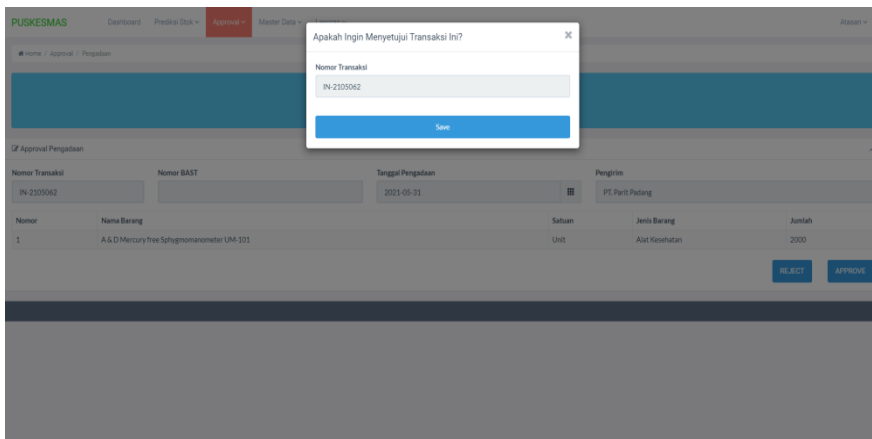 PUSKESMAS Dashboard Prediksi Stok Approval Master Data Atasan
Apakah Ingin Menyetujui Transaksi Ini? ×
Home / Approval / Pengadaan
Nomor Transaksi
IN-2105062
Save
Approval Pengadaan
Nomor Transaksi Nomor BAST Tanggal Pengadaan Pengirim
IN-2105062 2021-05-31 PT. Parit Padang
Nomor Nama Barang Satuan Jenis Barang Jumlah
1 A & D Mercury free Sphygmomanometer UM-101 Unit Alat Kesehatan 2000
REJECT APPROVE